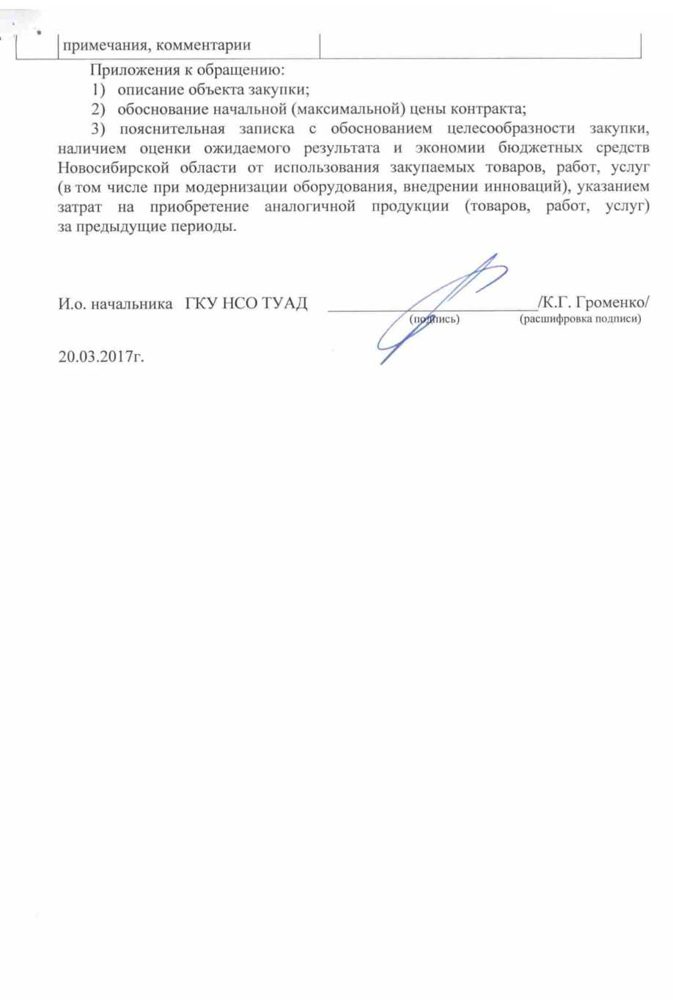 примечания, комментарии
Приложения к обращению:
1) описание объекта закупки;
2) обоснование начальной (максимальной) цены контракта;
3) пояснительная записка с обоснованием целесообразности закупки,
наличием оценки ожидаемого результата и экономии бюджетных средств
Новосибирской области от использования закупаемых товаров, работ, услуг
(в том числе при модернизации оборудования, внедрении инноваций), указанием
затрат на приобретение аналогичной продукции (товаров, работ, услуг)
за предыдущие периоды.
И.о. начальника ГКУ НСО ТУАД /К.Г. Громенко/
(подпись) (расшифровка подписи)
20.03.2017г.